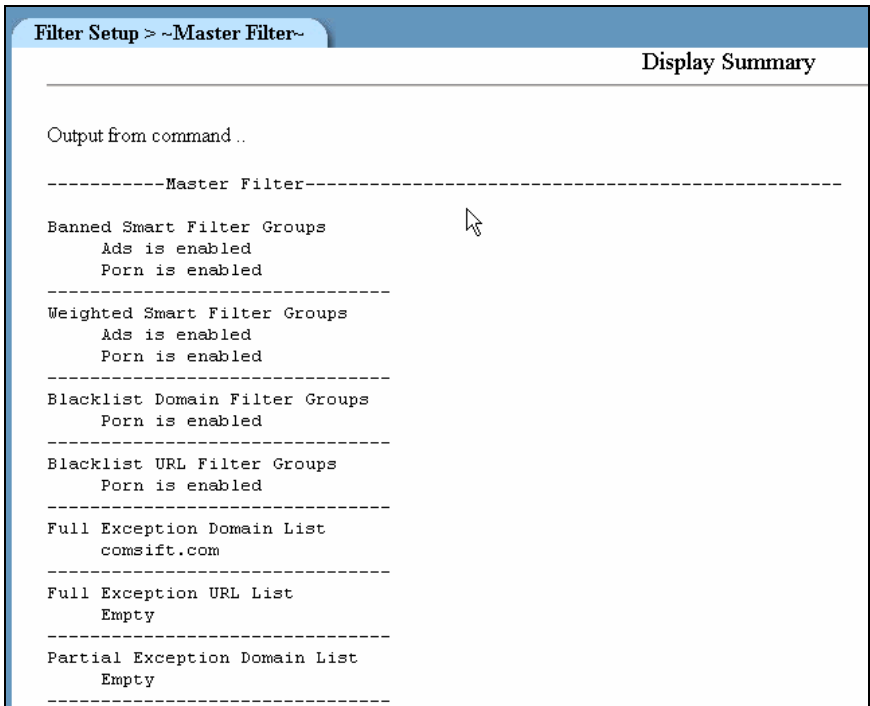 Filter Setup > ~Master Filter~
Display Summary
Output from command ..
-----------Master Filter--------------------------------------------------
Banned Smart Filter Groups
Ads is enabled
Porn is enabled
--------------------------------
Weighted Smart Filter Groups
Ads is enabled
Porn is enabled
--------------------------------
Blacklist Domain Filter Groups
Porn is enabled
--------------------------------
Blacklist URL Filter Groups
Porn is enabled
--------------------------------
Full Exception Domain List
comsift.com
--------------------------------
Full Exception URL List
Empty
--------------------------------
Partial Exception Domain List
Empty
--------------------------------